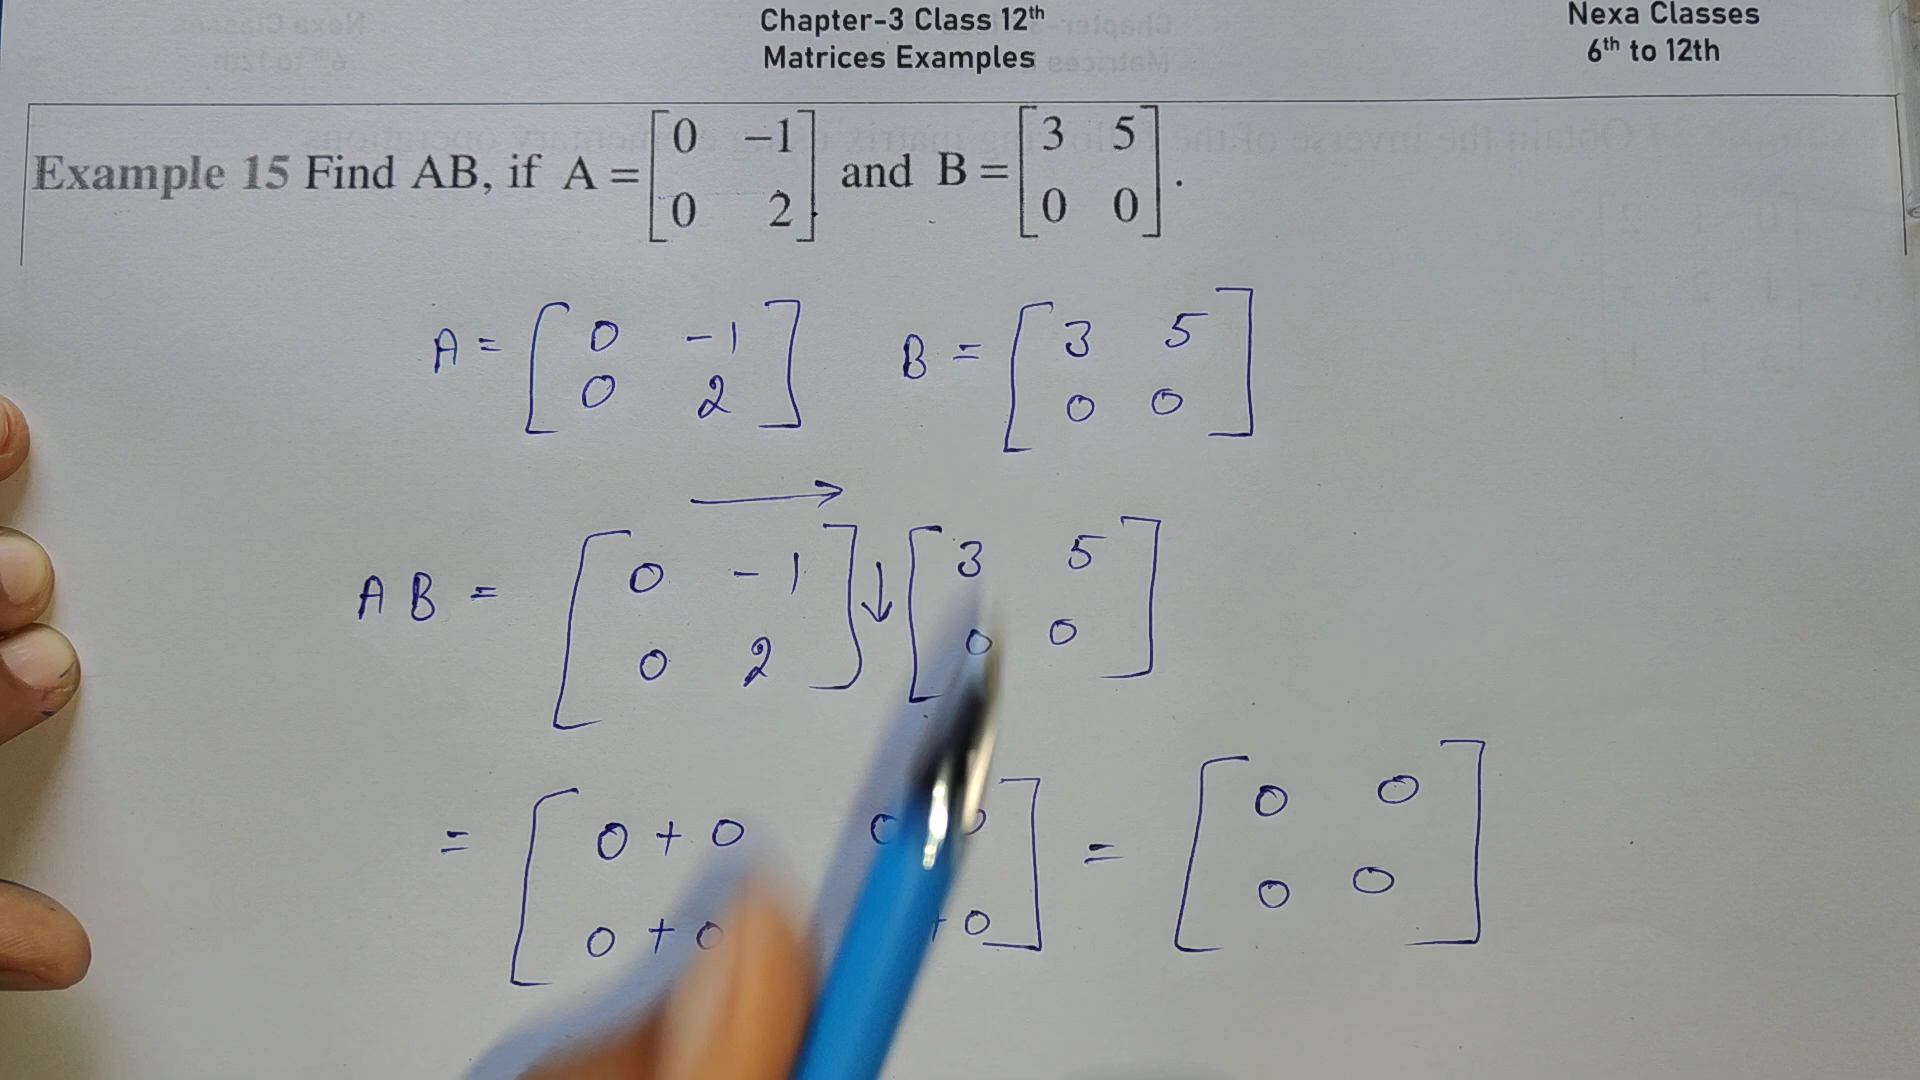 Chapter-3 Class 12th
Matrices Examples
Nexa Classes
6th to 12th
Example 15 Find AB, if A = [0 -1] and B = [3 5].
[0 2] [0 0]
A = [0 -1] B = [3 5]
[0 2] [0 0]
→
AB = [0 -1] ↓ [3 5]
[0 2] [0 0]
= [0 + 0 0] = [0 0]
[0 + 0 + 0] [0 0]